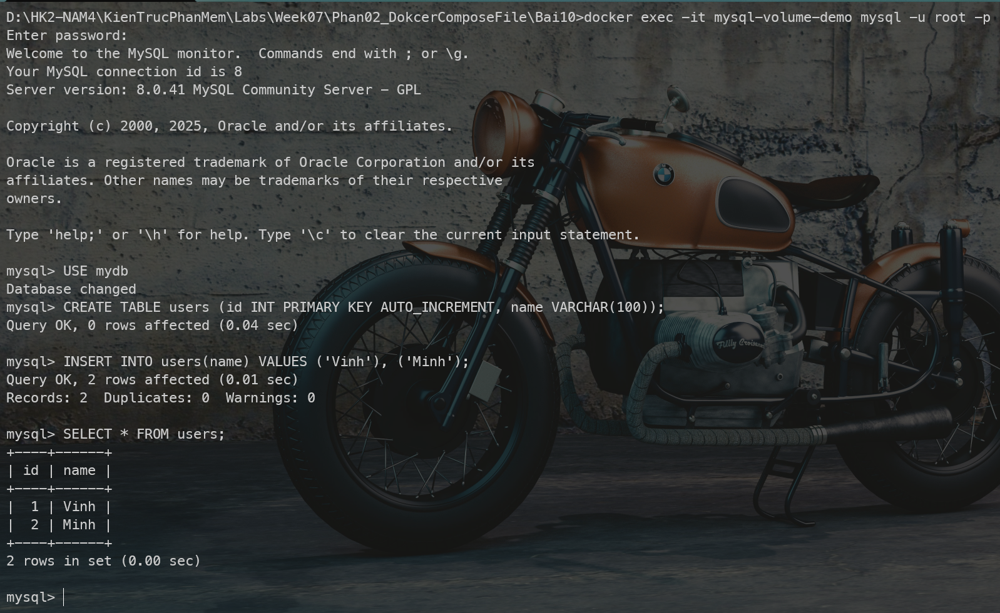 D:\HK2-NAM4\KienTrucPhanMem\Labs\Week07\Phan02_DokcerComposeFile\Bai10>docker exec -it mysql-volume-demo mysql -u root -p
Enter password:
Welcome to the MySQL monitor.  Commands end with ; or \g.
Your MySQL connection id is 8
Server version: 8.0.41 MySQL Community Server - GPL

Copyright (c) 2000, 2025, Oracle and/or its affiliates.

Oracle is a registered trademark of Oracle Corporation and/or its
affiliates. Other names may be trademarks of their respective
owners.

Type 'help;' or '\h' for help. Type '\c' to clear the current input statement.

mysql> USE mydb
Database changed
mysql> CREATE TABLE users (id INT PRIMARY KEY AUTO_INCREMENT, name VARCHAR(100));
Query OK, 0 rows affected (0.04 sec)

mysql> INSERT INTO users(name) VALUES ('Vinh'), ('Minh');
Query OK, 2 rows affected (0.01 sec)
Records: 2  Duplicates: 0  Warnings: 0

mysql> SELECT * FROM users;
+----+------+
| id | name |
+----+------+
|  1 | Vinh |
|  2 | Minh |
+----+------+
2 rows in set (0.00 sec)

mysql>